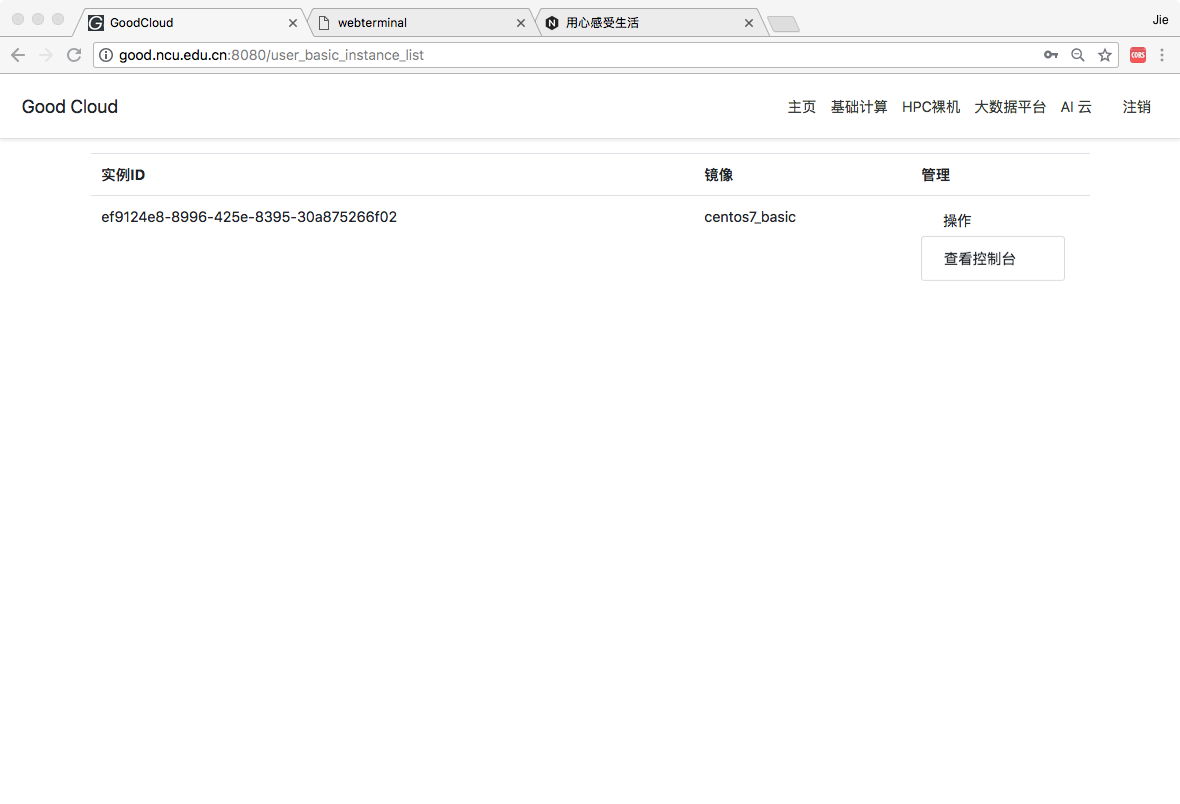 GoodCloud webterminal 用心感受生活 Jie
good.ncu.edu.cn:8080/user_basic_instance_list CORS
Good Cloud 主页 基础计算 HPC裸机 大数据平台 AI 云 注销
实例ID 镜像 管理
ef9124e8-8996-425e-8395-30a875266f02 centos7_basic 操作
查看控制台